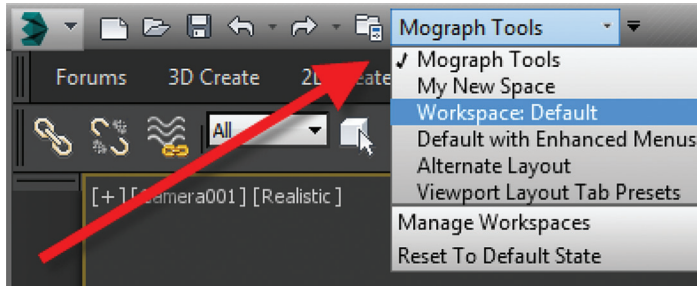 Mograph Tools
✓ Mograph Tools
My New Space
Workspace: Default
Default with Enhanced Menus
Alternate Layout
Viewport Layout Tab Presets
Manage Workspaces
Reset To Default State
Forums 3D Create
All
[+] [Realistic]